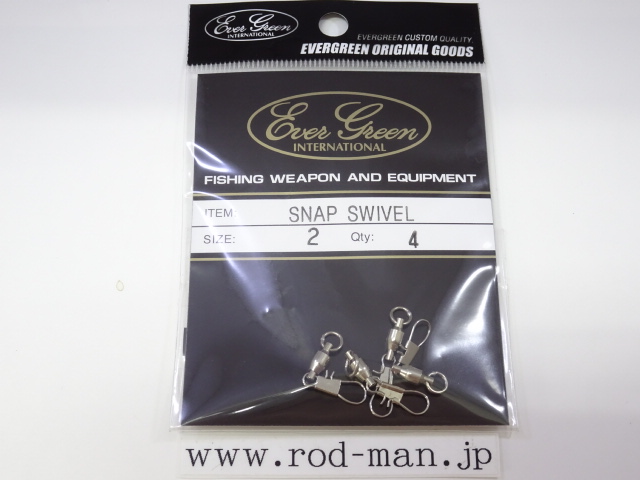 Ever Green
INTERNATIONAL
EVERGREEN CUSTOM QUALITY.
EVERGREEN ORIGINAL GOODS
Ever Green
INTERNATIONAL
FISHING WEAPON AND EQUIPMENT
ITEM SNAP SWIVEL
SIZE: 2 Qty: 4
www.rod-man.jp